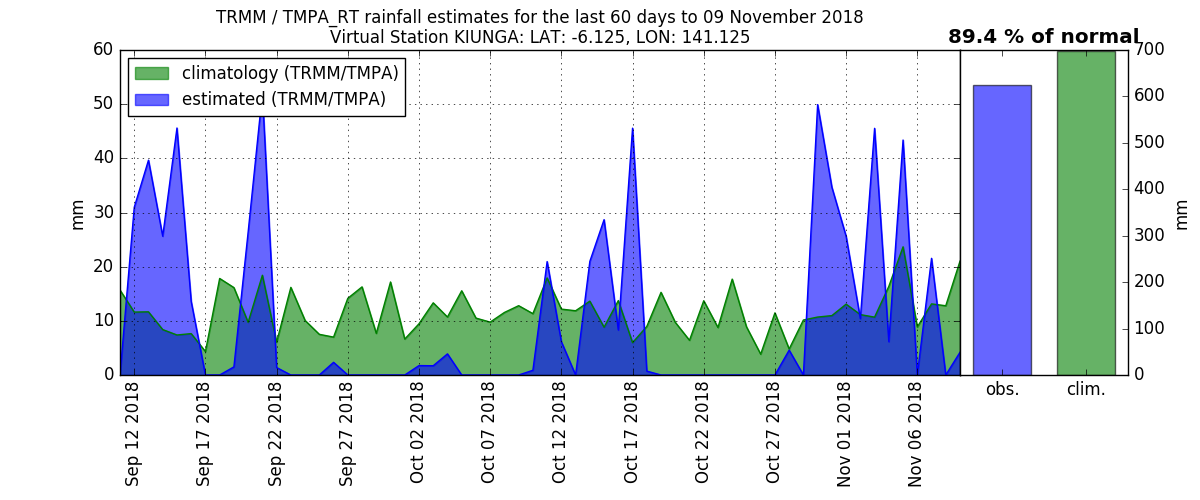 TRMM / TMPA_RT rainfall estimates for the last 60 days to 09 November 2018
Virtual Station KIUNGA: LAT: -6.125, LON: 141.125
89.4 % of normal
climatology (TRMM/TMPA)
estimated (TRMM/TMPA)
60
50
40
30
20
10
0
mm
700
600
500
400
300
200
100
0
mm
Sep 12 2018
Sep 17 2018
Sep 22 2018
Sep 27 2018
Oct 02 2018
Oct 07 2018
Oct 12 2018
Oct 17 2018
Oct 22 2018
Oct 27 2018
Nov 01 2018
Nov 06 2018
obs.
clim.